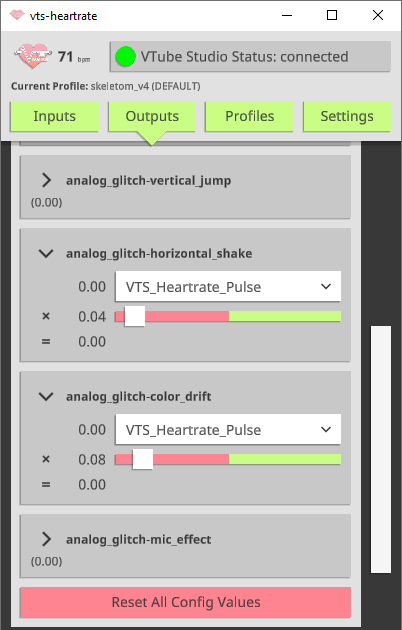 vts-heartrate
71 bpm
VTube Studio Status: connected
Current Profile: skeletom_v4 (DEFAULT)
Inputs
Outputs
Profiles
Settings
analog_glitch-vertical_jump
(0.00)
analog_glitch-horizontal_shake
0.00 VTS_Heartrate_Pulse
× 0.04
= 0.00
analog_glitch-color_drift
0.00 VTS_Heartrate_Pulse
× 0.08
= 0.00
analog_glitch-mic_effect
(0.00)
Reset All Config Values